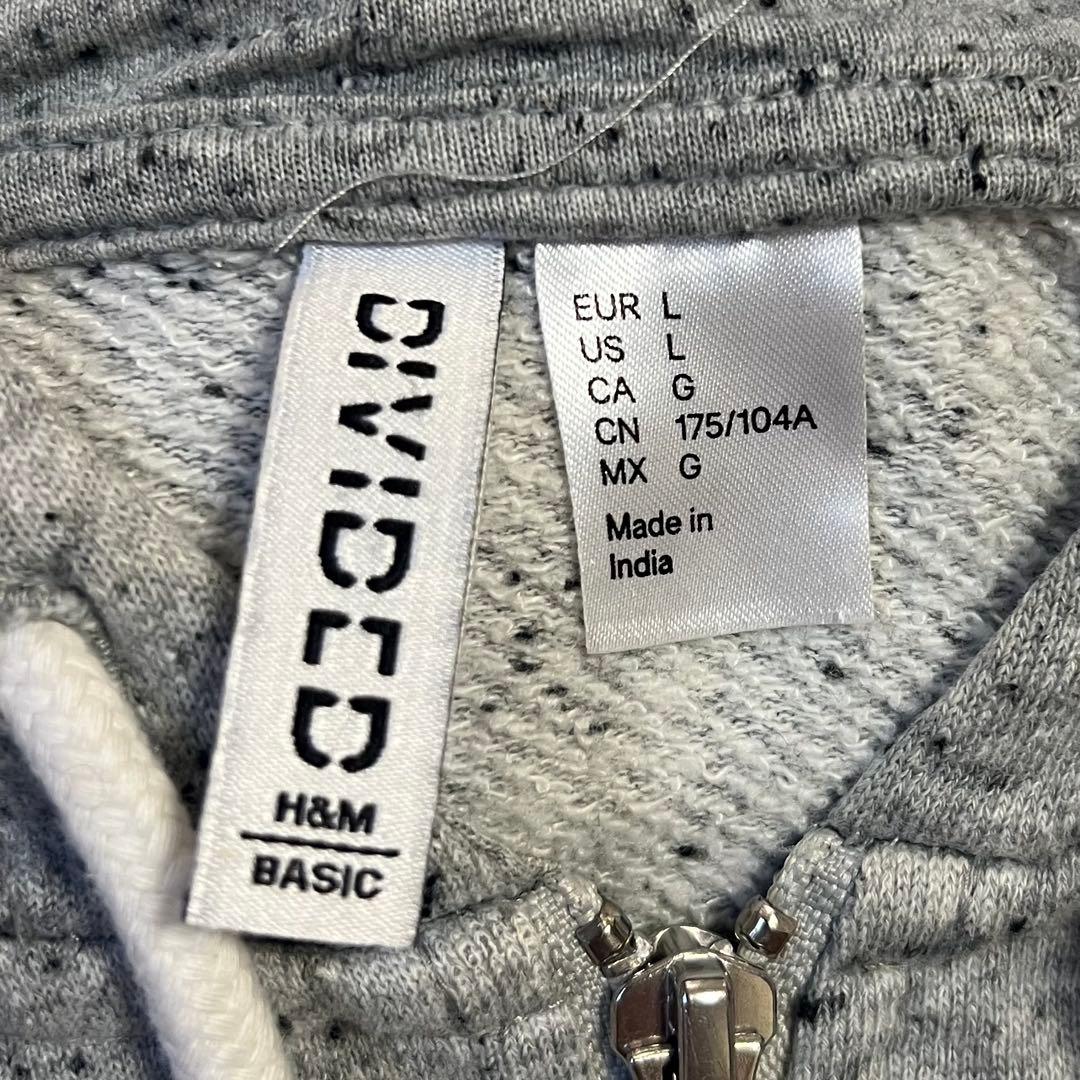 DIVIDED
H&M
BASIC
EUR L
US L
CA G
CN 175/104A
MX G
Made in
India